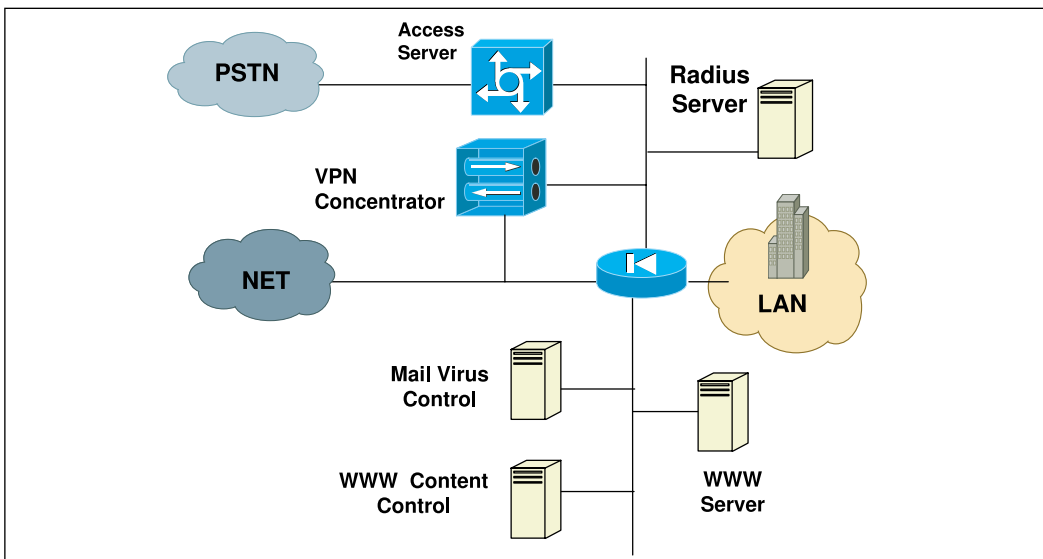 Access
Server
PSTN
Radius
Server
VPN
Concentrator
NET
LAN
Mail Virus
Control
WWW Content
Control
WWW
Server